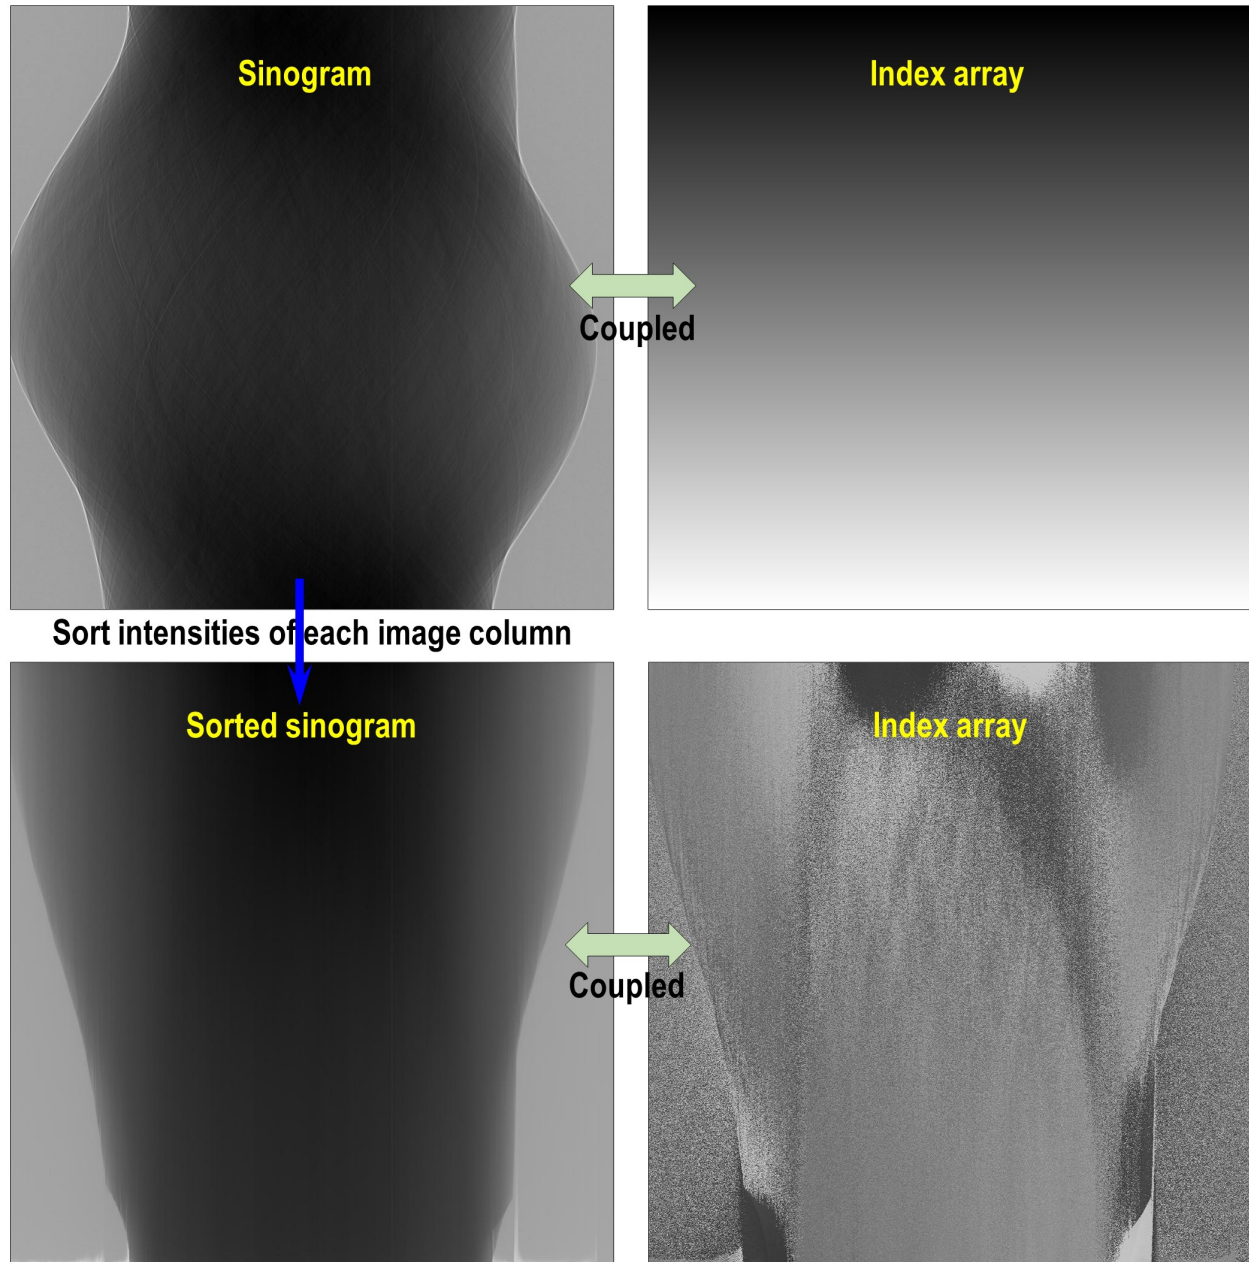 Sinogram
Index array
Coupled
Sort intensities of each image column
Sorted sinogram
Index array
Coupled